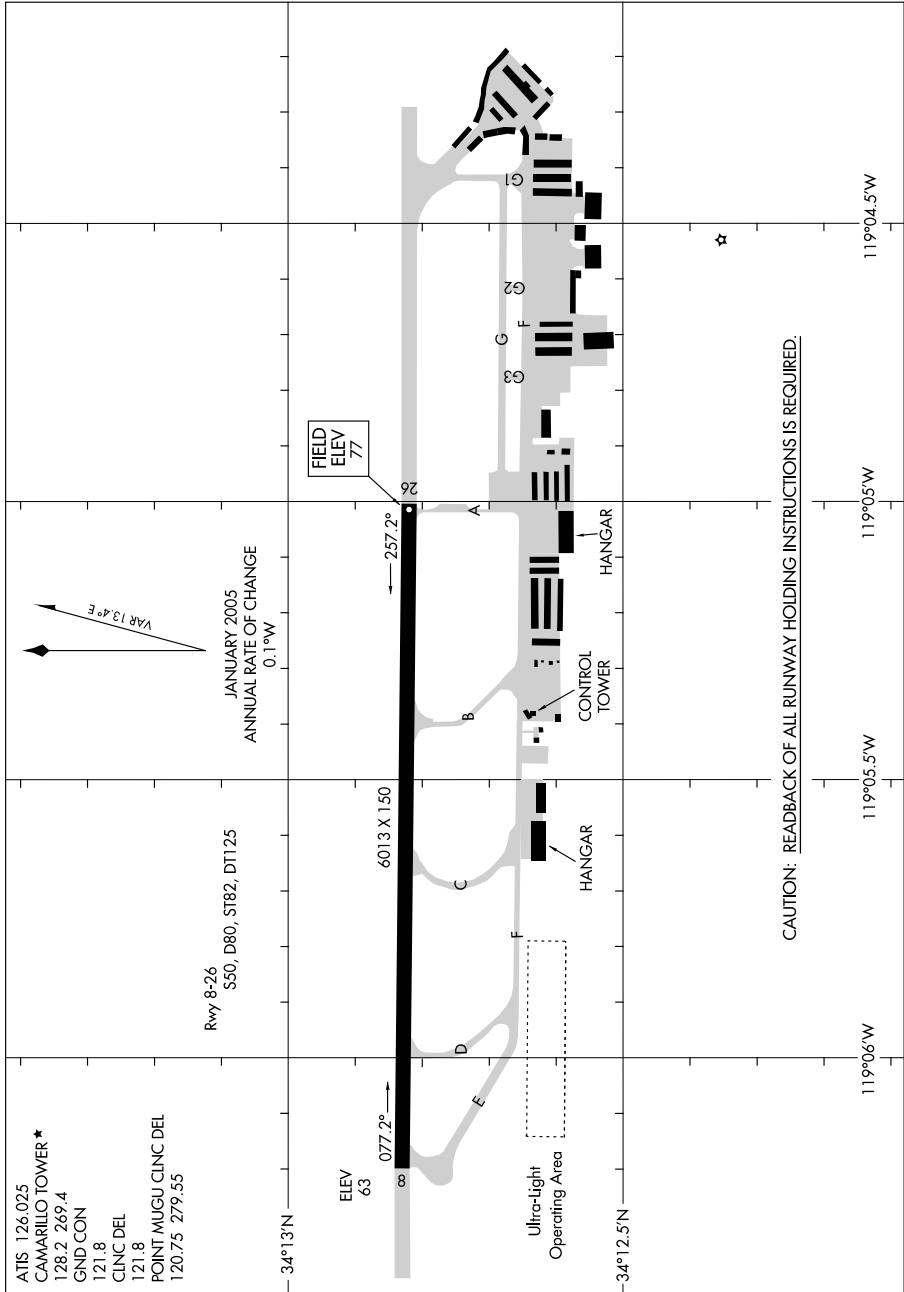 ATIS 126.025
CAMARILLO TOWER ★
128.2 269.4
GND CON
121.8
CLNC DEL
121.8
POINT MUGU CLNC DEL
120.75 279.55
Rwy 8-26
S50, D80, ST82, DT125
VAR 13.4° E
JANUARY 2005
ANNUAL RATE OF CHANGE
0.1°W
34°13'N
FIELD
ELEV
77
ELEV
63
077.2°
6013 X 150
257.2°
8
26
E
D
C
B
A
F
G3
G
G2
F
G1
Ultra-Light
Operating Area
HANGAR
CONTROL
TOWER
HANGAR
34°12.5'N
CAUTION: READBACK OF ALL RUNWAY HOLDING INSTRUCTIONS IS REQUIRED.
119°06'W
119°05.5'W
119°05'W
119°04.5'W